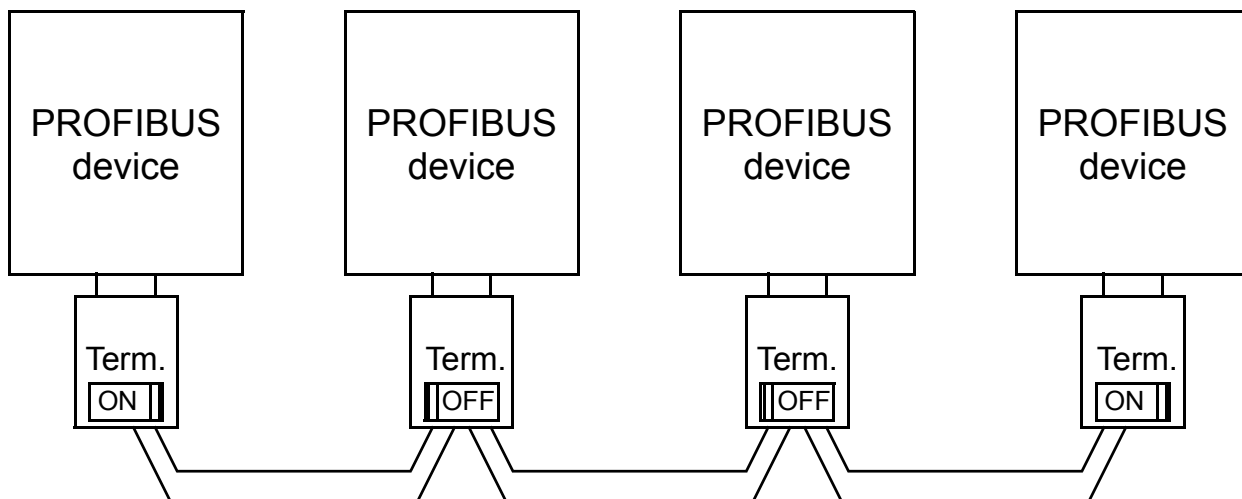 PROFIBUS
device
PROFIBUS
device
PROFIBUS
device
PROFIBUS
device
Term.
ON
Term.
OFF
Term.
OFF
Term.
ON